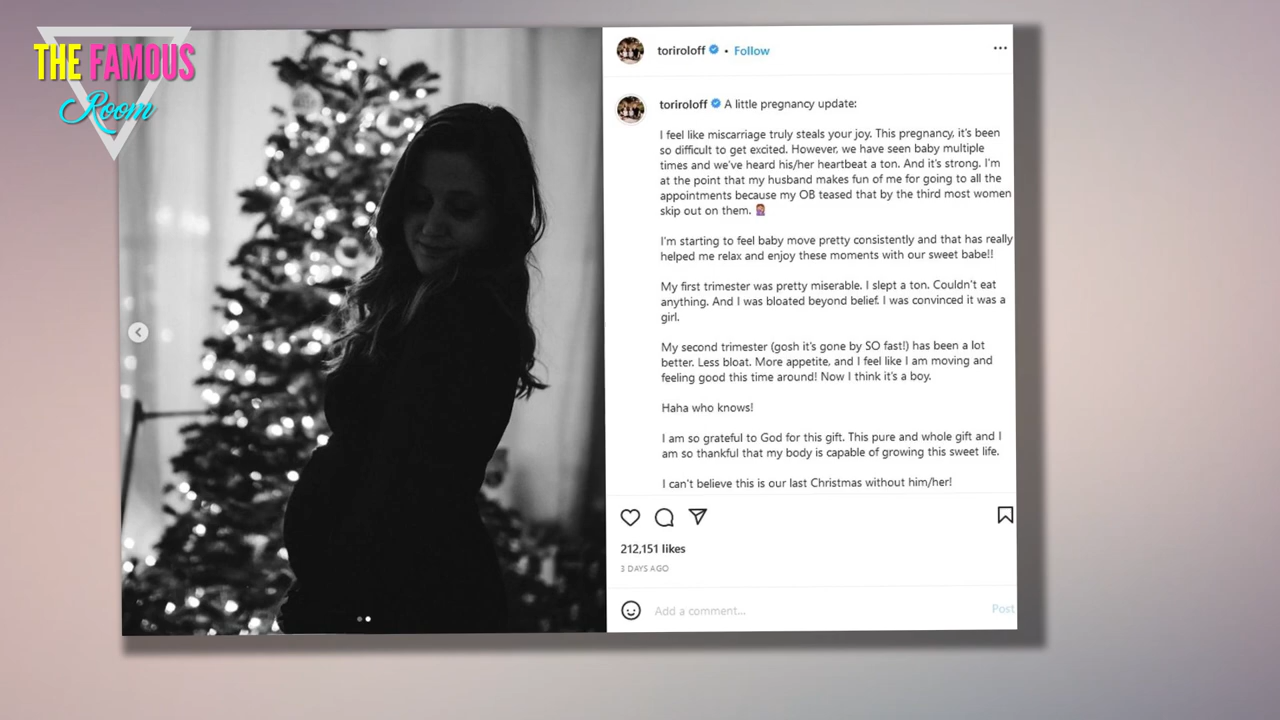 THE FAMOUS
Room
toriroloff • Follow
toriroloff A little pregnancy update:
I feel like miscarriage truly steals your joy. This pregnancy, it's been
so difficult to get excited. However, we have seen baby multiple
times and we've heard his/her heartbeat a ton. And it's strong. I'm
at the point that my husband makes fun of me for going to all the
appointments because my OB teased that by the third most women
skip out on them. 🤦🏽‍♀️
I'm starting to feel baby move pretty consistently and that has really
helped me relax and enjoy these moments with our sweet babe!!
My first trimester was pretty miserable. I slept a ton. Couldn't eat
anything. And I was bloated beyond belief. I was convinced it was a
girl.
My second trimester (gosh it's gone by SO fast!) has been a lot
better. Less bloat. More appetite, and I feel like I am moving and
feeling good this time around! Now I think it's a boy.
Haha who knows!
I am so grateful to God for this gift. This pure and whole gift and I
am so thankful that my body is capable of growing this sweet life.
I can't believe this is our last Christmas without him/her!
212,151 likes
3 DAYS AGO
Add a comment... Post